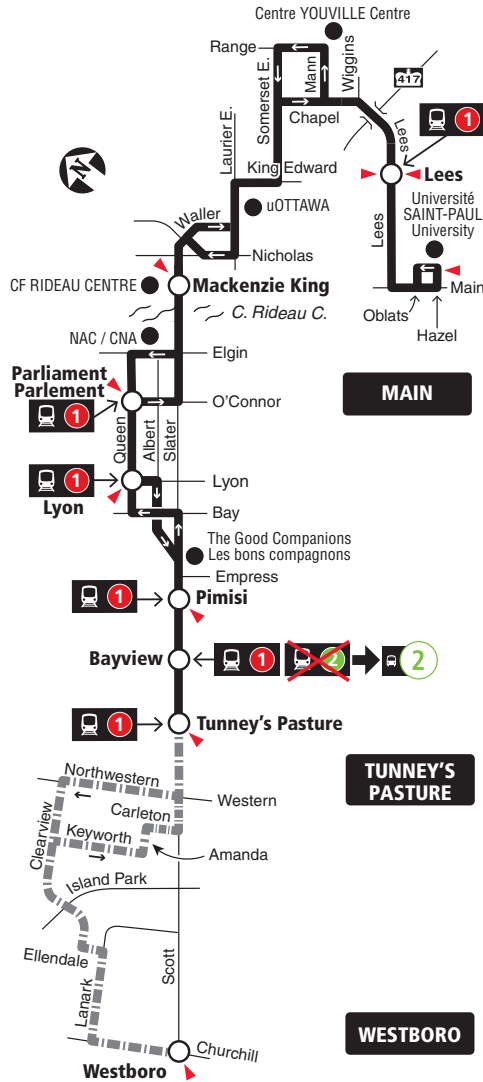 Centre YOUVILLE Centre
Range
Somerset E.
Mann
Wiggins
417
Chapel
Lees
1
Lees
Laurier E.
King Edward
Lees
uOTTAWA
Université
SAINT-PAUL
University
Waller
Nicholas
Main
Oblats
Hazel
N
CF RIDEAU CENTRE
Mackenzie King
C. Rideau C.
NAC / CNA
Elgin
Parliament
Parlement
1
O'Connor
MAIN
Queen
Albert
Slater
1
Lyon
Lyon
Bay
The Good Companions
Les bons compagnons
Empress
1
Pimisi
Bayview
1
2
2
1
Tunney's Pasture
Northwestern
Western
TUNNEY'S
PASTURE
Carleton
Clearview
Keyworth
Amanda
Island Park
Ellendale
Scott
Lanark
WESTBORO
Churchill
Westboro